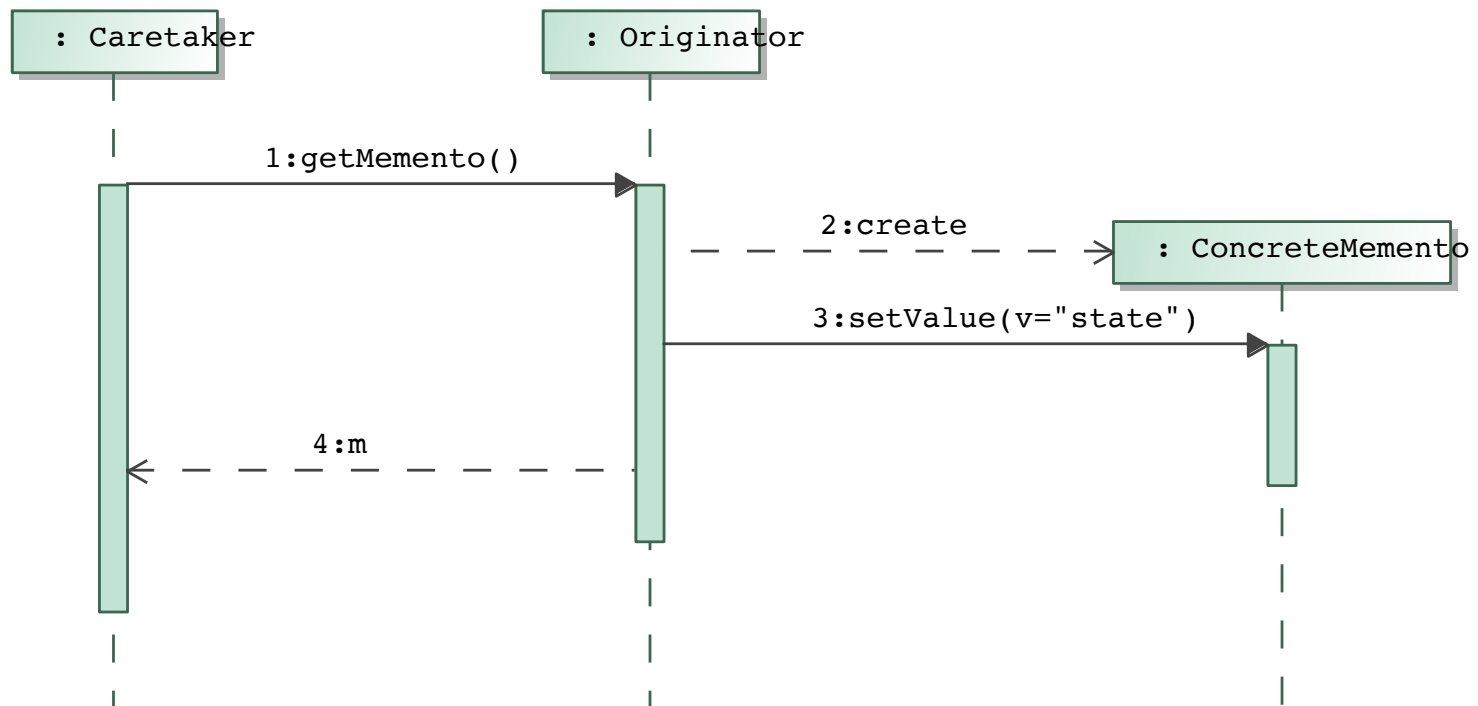 : Caretaker
: Originator
1:getMemento()
2:create
: ConcreteMemento
3:setValue(v="state")
4:m